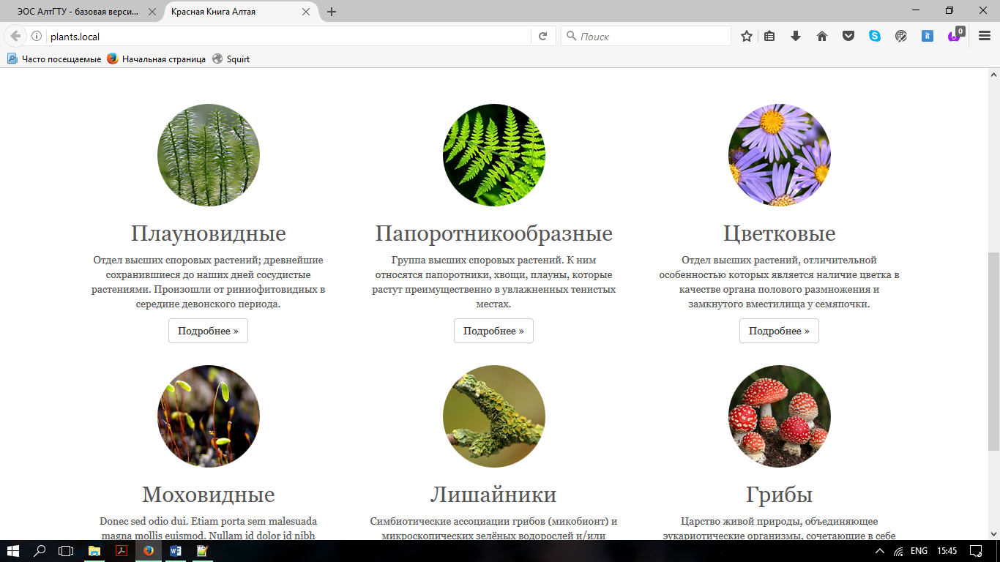 ЭОС АлтГТУ - базовая верси...
Красная Книга Алтая
plants.local
Поиск
0
Часто посещаемые
Начальная страница
Squirt
Плауновидные
Отдел высших споровых растений; древнейшие
сохранившиеся до наших дней сосудистые
растениями. Произошли от риниофитовидных в
середине девонского периода.
Подробнее »
Папоротникообразные
Группа высших споровых растений. К ним
относятся папоротники, хвощи, плауны, которые
растут преимущественно в увлажненных тенистых
местах.
Подробнее »
Цветковые
Отдел высших растений, отличительной
особенностью которых является наличие цветка в
качестве органа полового размножения и
замкнутого вместилища у семяпочки.
Подробнее »
Моховидные
Donec sed odio dui. Etiam porta sem malesuada
magna mollis euismod. Nullam id dolor id nibh
Лишайники
Симбиотические ассоциации грибов (микобионт) и
микроскопических зелёных водорослей и/или
Грибы
Царство живой природы, объединяющее
эукариотические организмы, сочетающие в себе
ENG 15:45